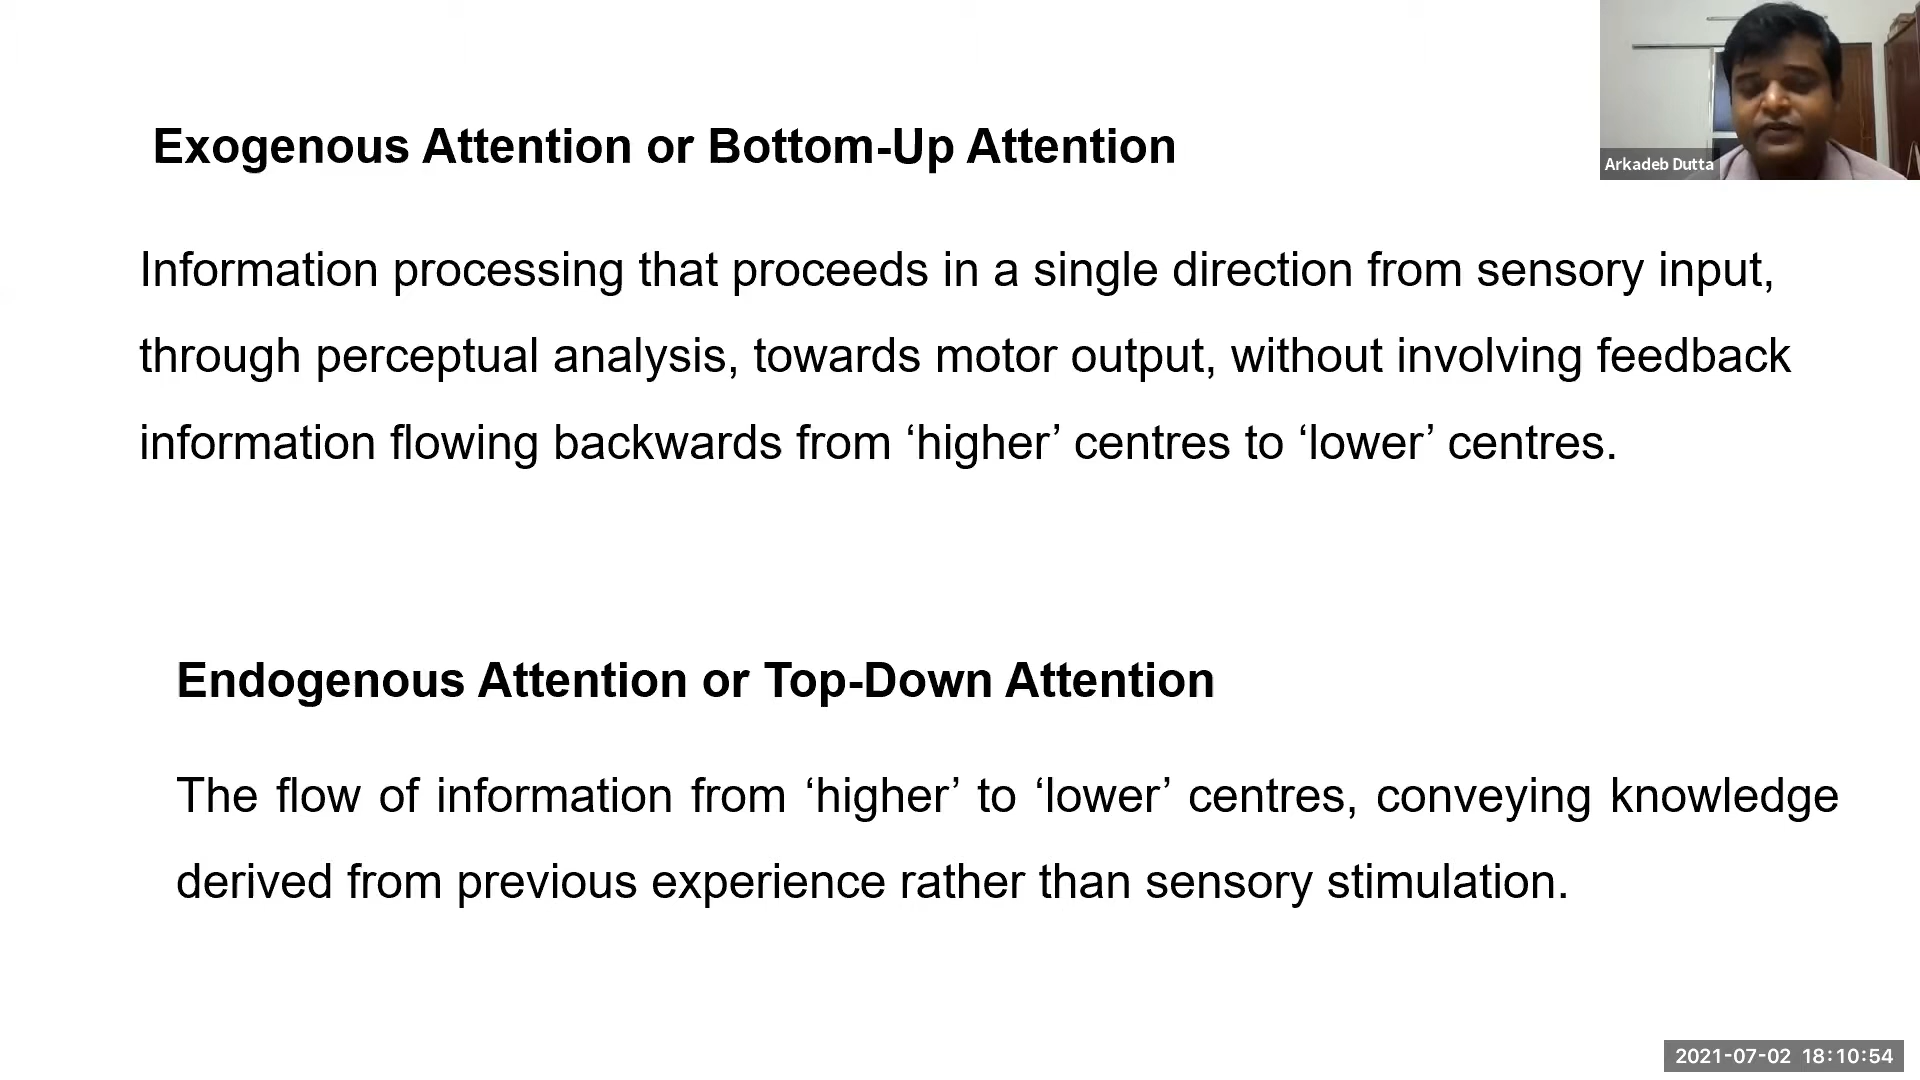 Exogenous Attention or Bottom-Up Attention
Arkadeb Dutta
Information processing that proceeds in a single direction from sensory input,
through perceptual analysis, towards motor output, without involving feedback
information flowing backwards from ‘higher’ centres to ‘lower’ centres.
Endogenous Attention or Top-Down Attention
The flow of information from ‘higher’ to ‘lower’ centres, conveying knowledge
derived from previous experience rather than sensory stimulation.
2021-07-02 18:10:54